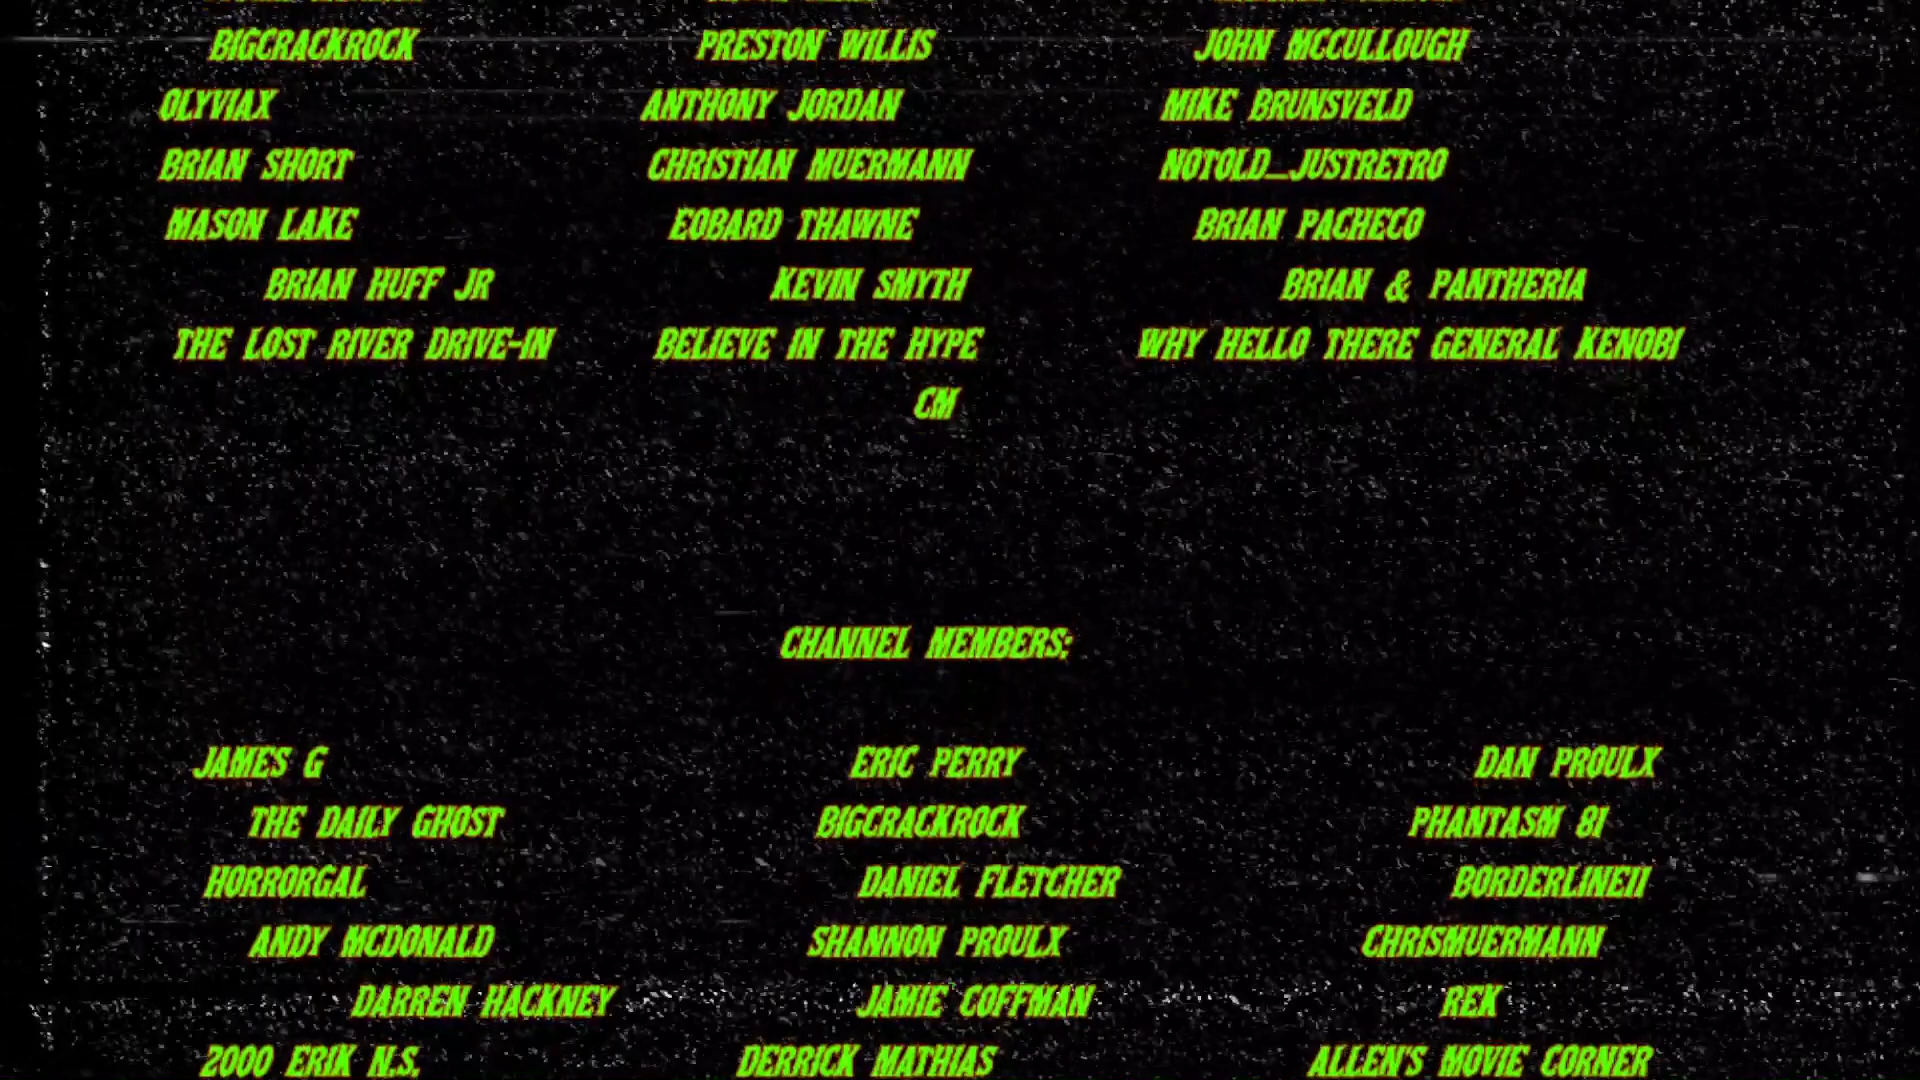 BIGCRACKROCK PRESTON WILLIS JOHN MCCULLOUGH
OLYVIAX ANTHONY JORDAN MIKE BRUNSVELD
BRIAN SHORT CHRISTIAN MUERMANN NOTOLD_JUSTRETRO
MASON LAKE EOBARD THAWNE BRIAN PACHECO
BRIAN HUFF JR KEVIN SMYTH BRIAN & PANTHERIA
THE LOST RIVER DRIVE-IN BELIEVE IN THE HYPE WHY HELLO THERE GENERAL KENOBI
CM
CHANNEL MEMBERS:
JAMES G ERIC PERRY DAN PROULX
THE DAILY GHOST BIGCRACKROCK PHANTASM 81
HORRORGAL DANIEL FLETCHER BORDERLINE11
ANDY MCDONALD SHANNON PROULX CHRISMUERMANN
DARREN HACKNEY JAMIE COFFMAN REK
2000 ERIK N.S. DERRICK MATHIAS ALLEN'S MOVIE CORNER